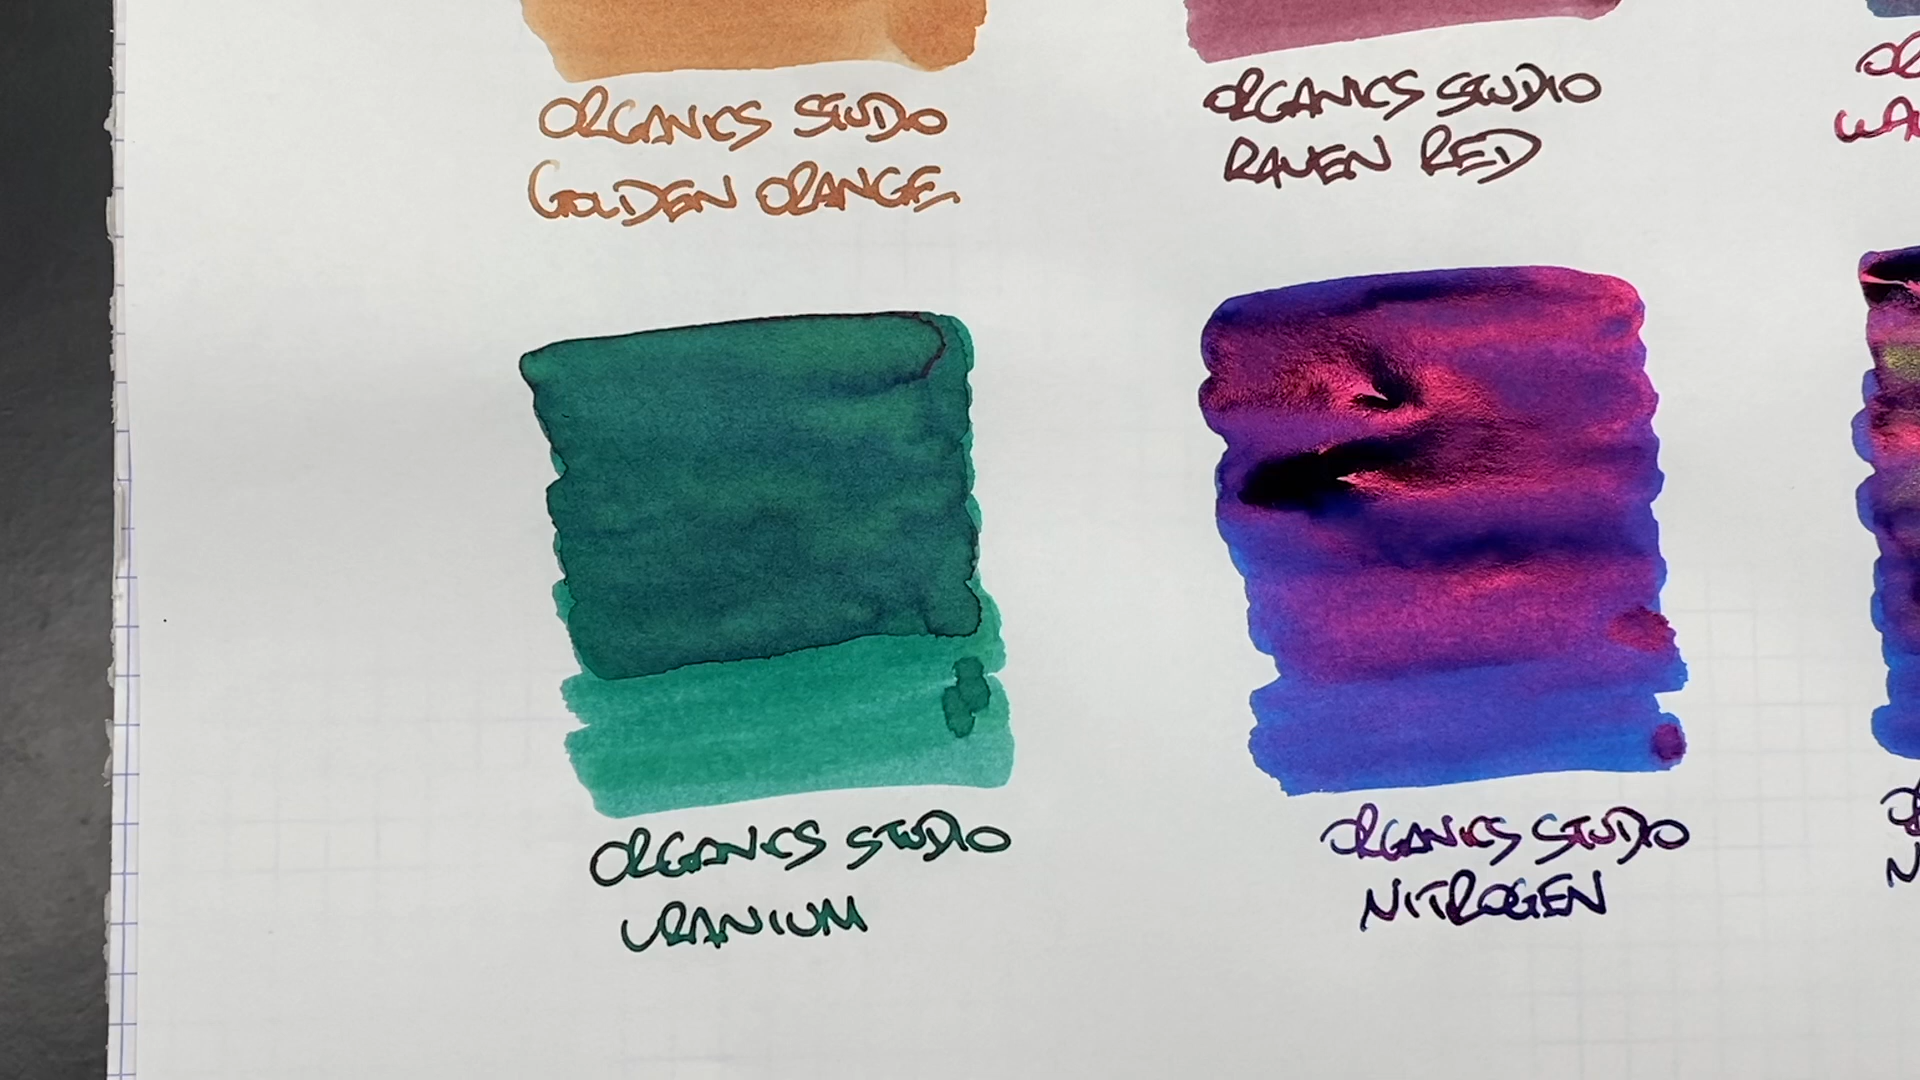 ORGANICS STUDIO
GOLDEN ORANGE
ORGANICS STUDIO
RAVEN RED
ORGANICS STUDIO
URANIUM
ORGANICS STUDIO
NITROGEN